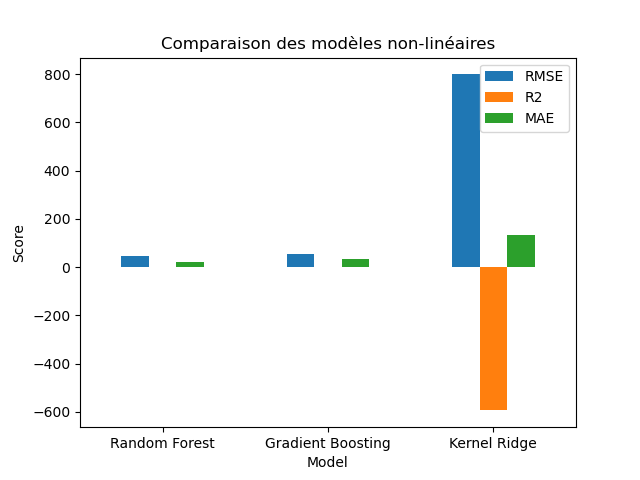 Comparaison des modèles non-linéaires
800
600
400
200
0
−200
−400
−600
Score
RMSE
R2
MAE
Random Forest
Gradient Boosting
Kernel Ridge
Model